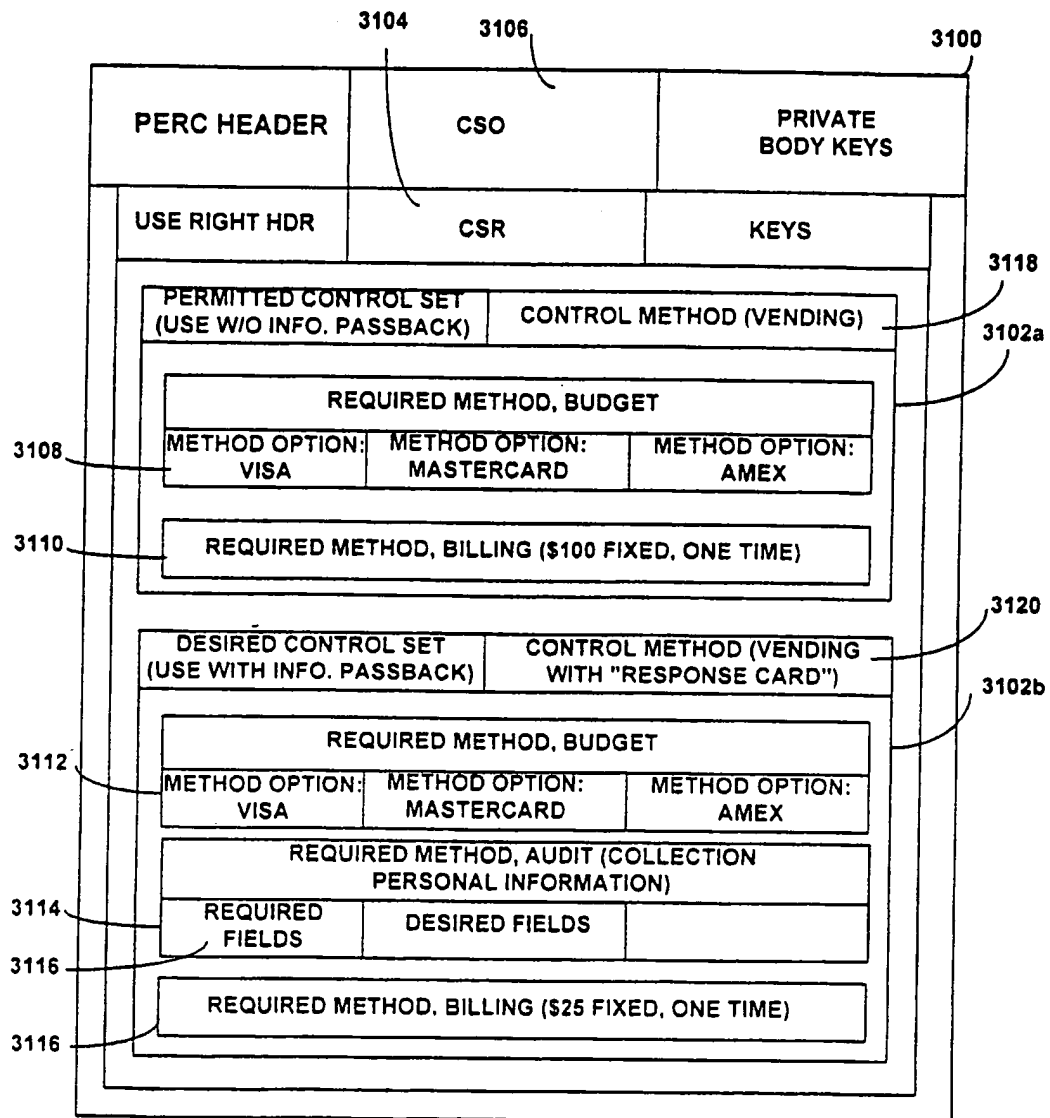 3104
3106
3100
PERC HEADER
CSO
PRIVATE
BODY KEYS
USE RIGHT HDR
CSR
KEYS
3118
PERMITTED CONTROL SET
(USE W/O INFO. PASSBACK)
CONTROL METHOD (VENDING)
3102a
REQUIRED METHOD, BUDGET
3108
METHOD OPTION:
VISA
METHOD OPTION:
MASTERCARD
METHOD OPTION:
AMEX
3110
REQUIRED METHOD, BILLING ($100 FIXED, ONE TIME)
3120
DESIRED CONTROL SET
(USE WITH INFO. PASSBACK)
CONTROL METHOD (VENDING
WITH "RESPONSE CARD")
3102b
REQUIRED METHOD, BUDGET
3112
METHOD OPTION:
VISA
METHOD OPTION:
MASTERCARD
METHOD OPTION:
AMEX
REQUIRED METHOD, AUDIT (COLLECTION
PERSONAL INFORMATION)
3114
REQUIRED
FIELDS
DESIRED FIELDS
3116
REQUIRED METHOD, BILLING ($25 FIXED, ONE TIME)
3116